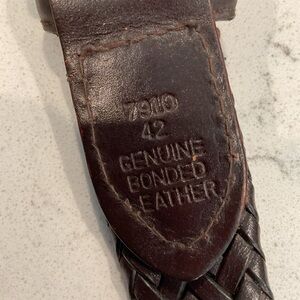 7910
42
GENUINE
BONDED
LEATHER